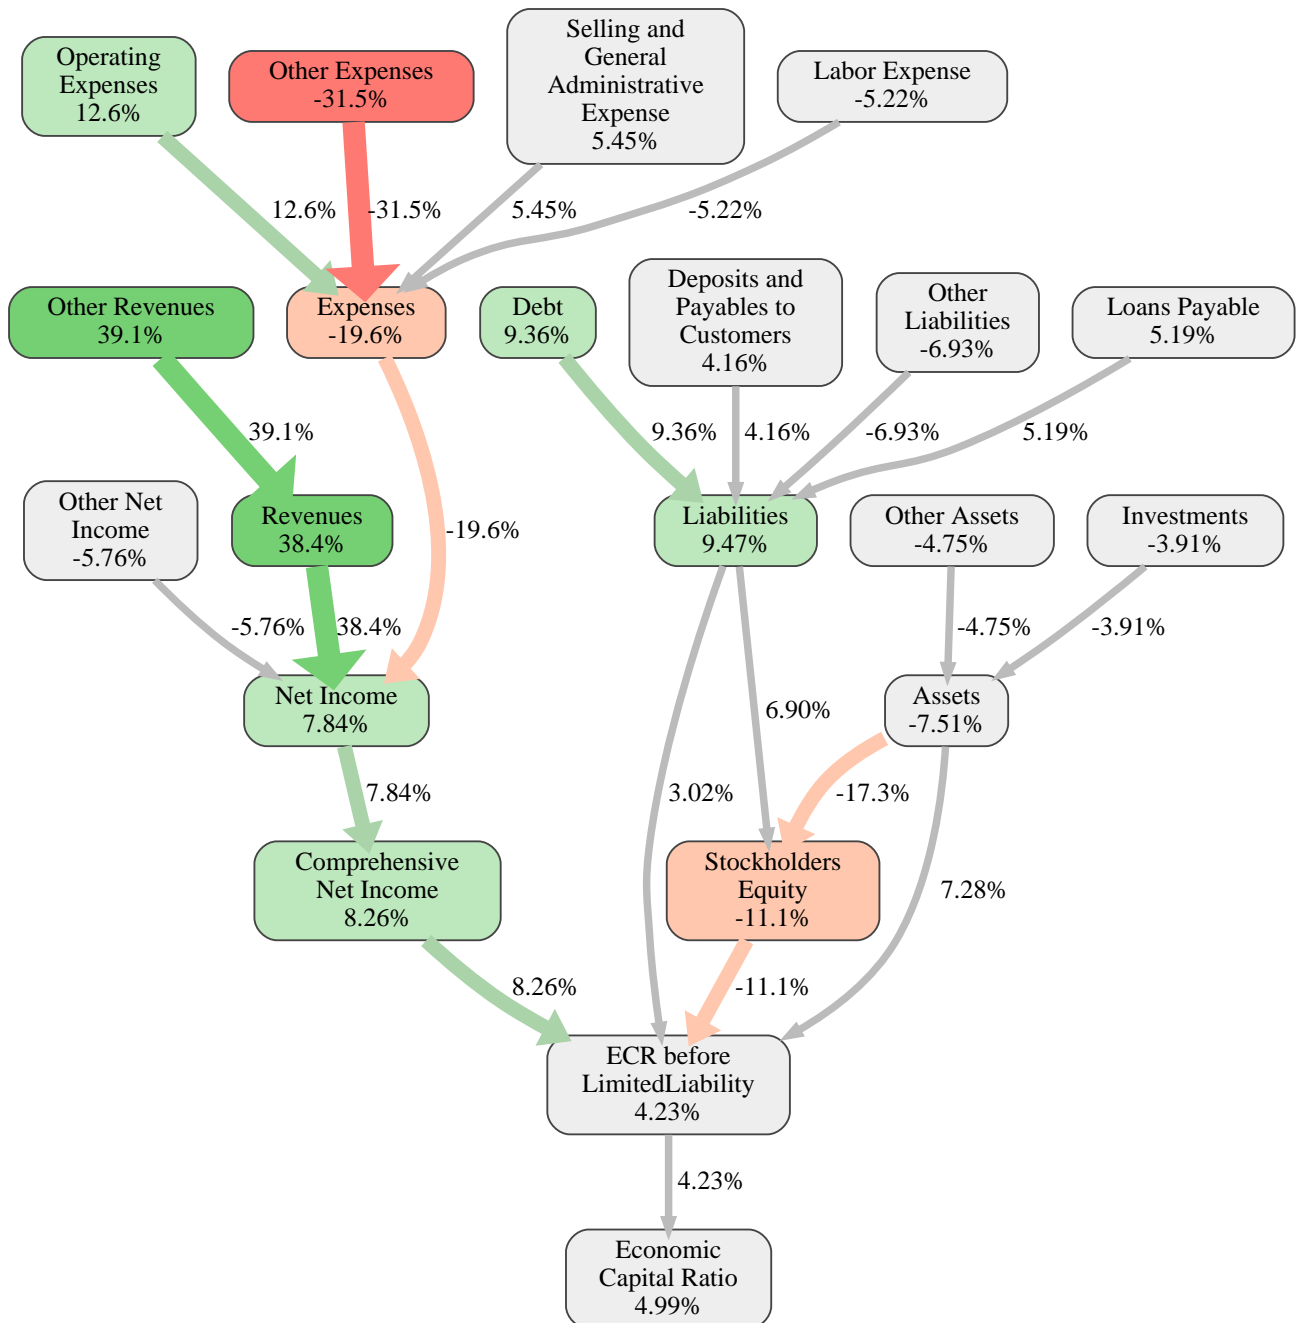 Operating
Expenses
12.6%
Other Expenses
-31.5%
Selling and
General
Administrative
Expense
5.45%
Labor Expense
-5.22%
12.6%
-31.5%
5.45%
-5.22%
Other Revenues
39.1%
Expenses
-19.6%
Debt
9.36%
Deposits and
Payables to
Customers
4.16%
Other
Liabilities
-6.93%
Loans Payable
5.19%
39.1%
9.36%
4.16%
-6.93%
5.19%
Other Net
Income
-5.76%
Revenues
38.4%
-19.6%
Liabilities
9.47%
Other Assets
-4.75%
Investments
-3.91%
-5.76%
38.4%
-4.75%
-3.91%
Net Income
7.84%
6.90%
Assets
-7.51%
7.84%
3.02%
-17.3%
Comprehensive
Net Income
8.26%
Stockholders
Equity
-11.1%
7.28%
8.26%
-11.1%
ECR before
LimitedLiability
4.23%
4.23%
Economic
Capital Ratio
4.99%